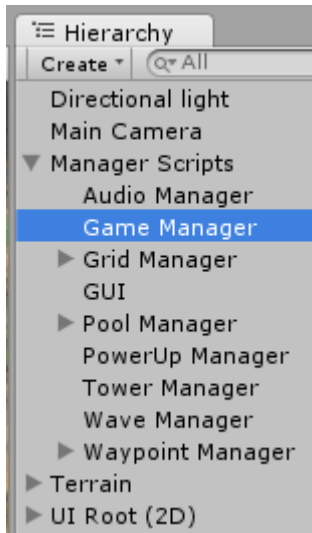 Hierarchy
Create All
Directional light
Main Camera
Manager Scripts
Audio Manager
Game Manager
Grid Manager
GUI
Pool Manager
PowerUp Manager
Tower Manager
Wave Manager
Waypoint Manager
Terrain
UI Root (2D)